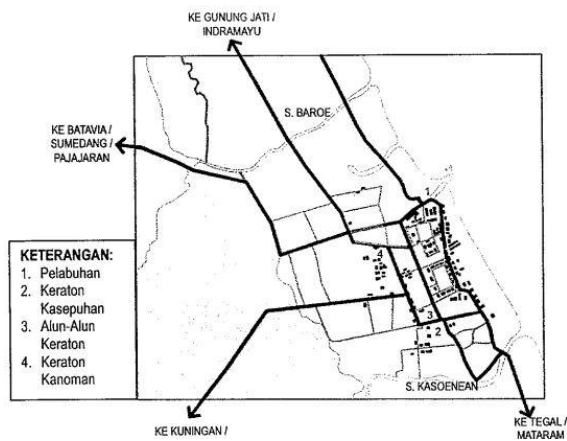 KE GUNUNG JATI /
INDRAMAYU
S. BAROE
KE BATAVIA /
SUMEDANG /
PAJAJARAN
1
4
KETERANGAN:
1. Pelabuhan
2. Keraton
Kasepuhan
3. Alun-Alun
Keraton
4. Keraton
Kanoman
3
2
S. KASOENEAN
KE KUNINGAN /
KE TEGAL /
MATARAM